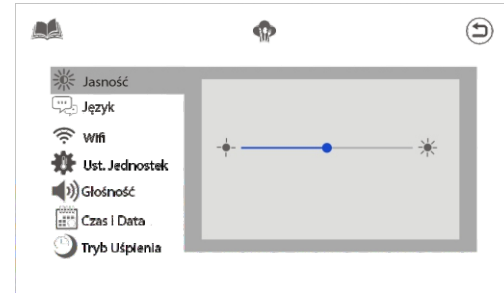 Jasność
Język
Wifi
Ust. Jednostek
Głośność
Czas i Data
Tryb Uśpienia